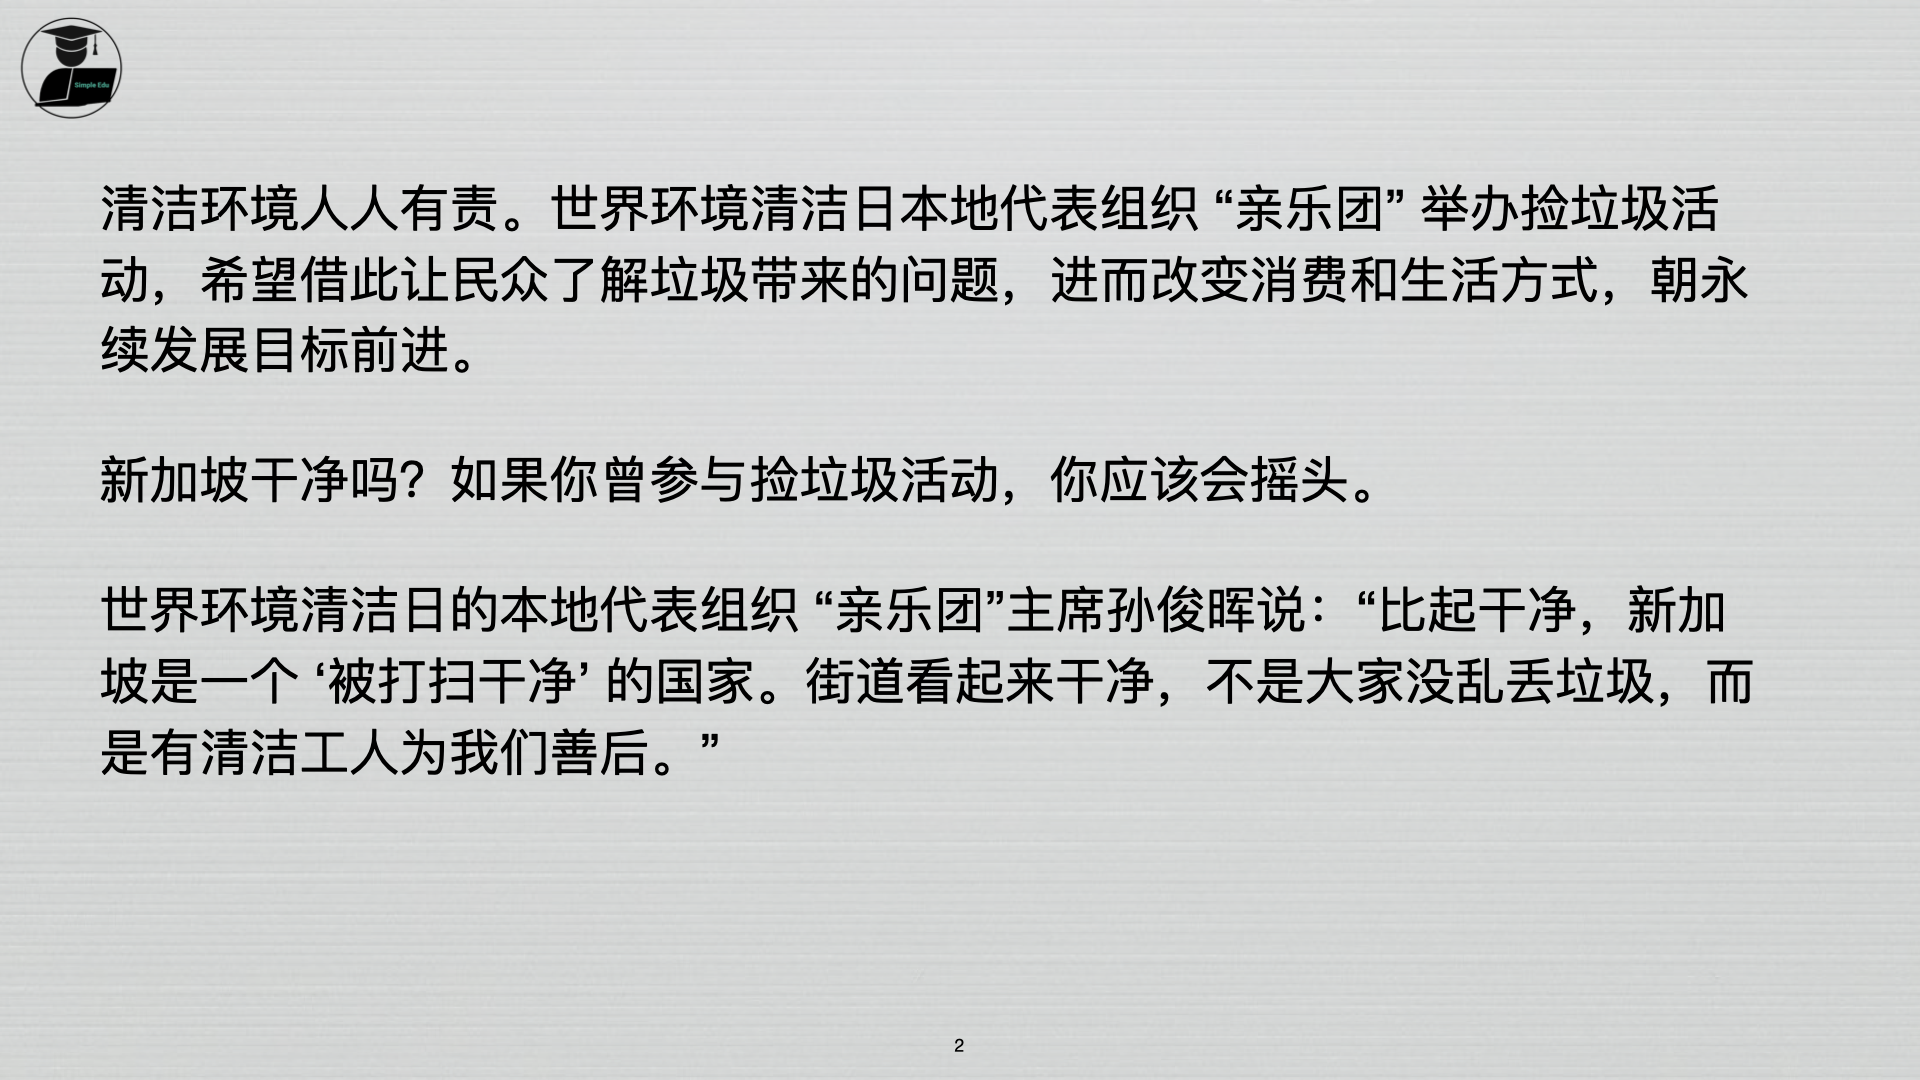 Simple Edu
清洁环境人人有责。世界环境清洁日本地代表组织 “亲乐团” 举办捡垃圾活
动，希望借此让民众了解垃圾带来的问题，进而改变消费和生活方式，朝永
续发展目标前进。
新加坡干净吗？如果你曾参与捡垃圾活动，你应该会摇头。
世界环境清洁日的本地代表组织 “亲乐团”主席孙俊晖说：“比起干净，新加
坡是一个 ‘被打扫干净’ 的国家。街道看起来干净，不是大家没乱丢垃圾，而
是有清洁工人为我们善后。”
2